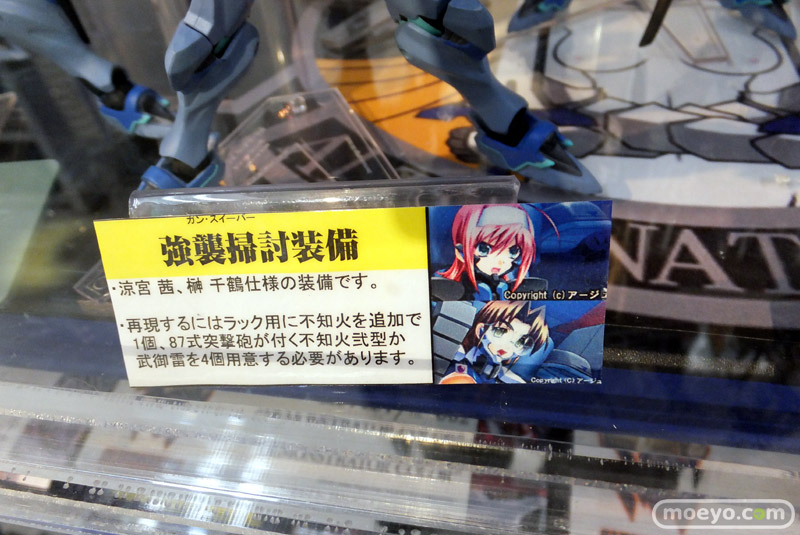 ガン・スイーパー
強襲掃討装備
・涼宮 茜、榊 千鶴仕様の装備です。
・再現するにはラック用に不知火を追加で
1個、87式突撃砲が付く不知火弐型か
武御雷を4個用意する必要があります。
Copyright (c) アージュ
Copyright (C) アージュ
NAT
moeyo.com